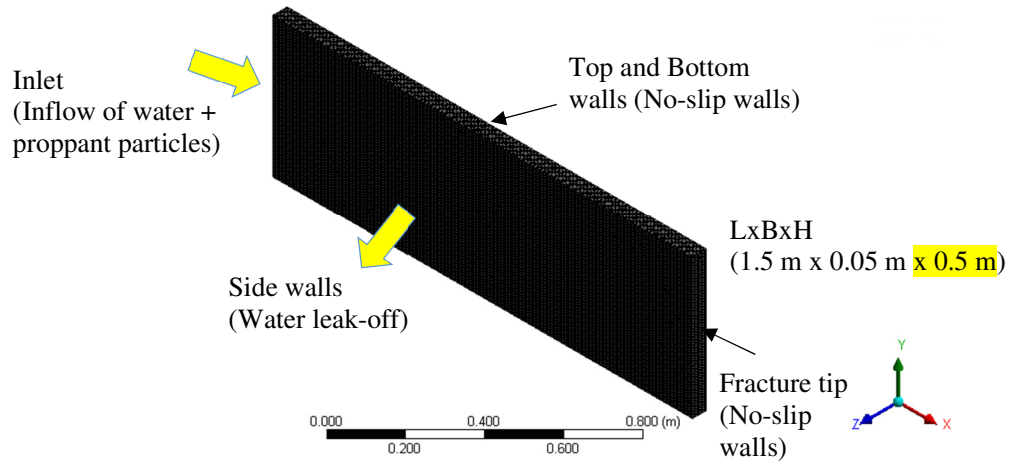 Inlet
(Inflow of water +
proppant particles)
Top and Bottom
walls (No-slip walls)
LxBxH
(1.5 m x 0.05 m x 0.5 m)
Side walls
(Water leak-off)
Fracture tip
(No-slip
walls)
0.000
0.400
0.800 (m)
0.200
0.600
Y
Z
X